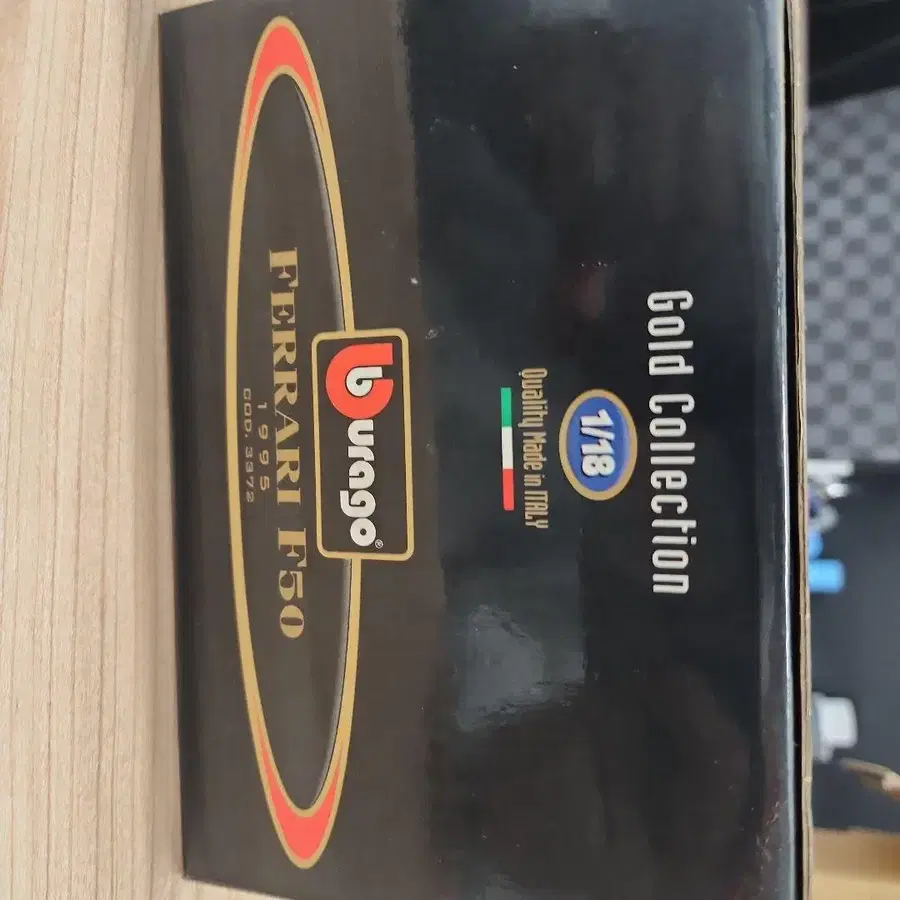 Gold Collection
1/18
Quality Made in ITALY
burago®
FERRARI F50
1995
COD. 3372